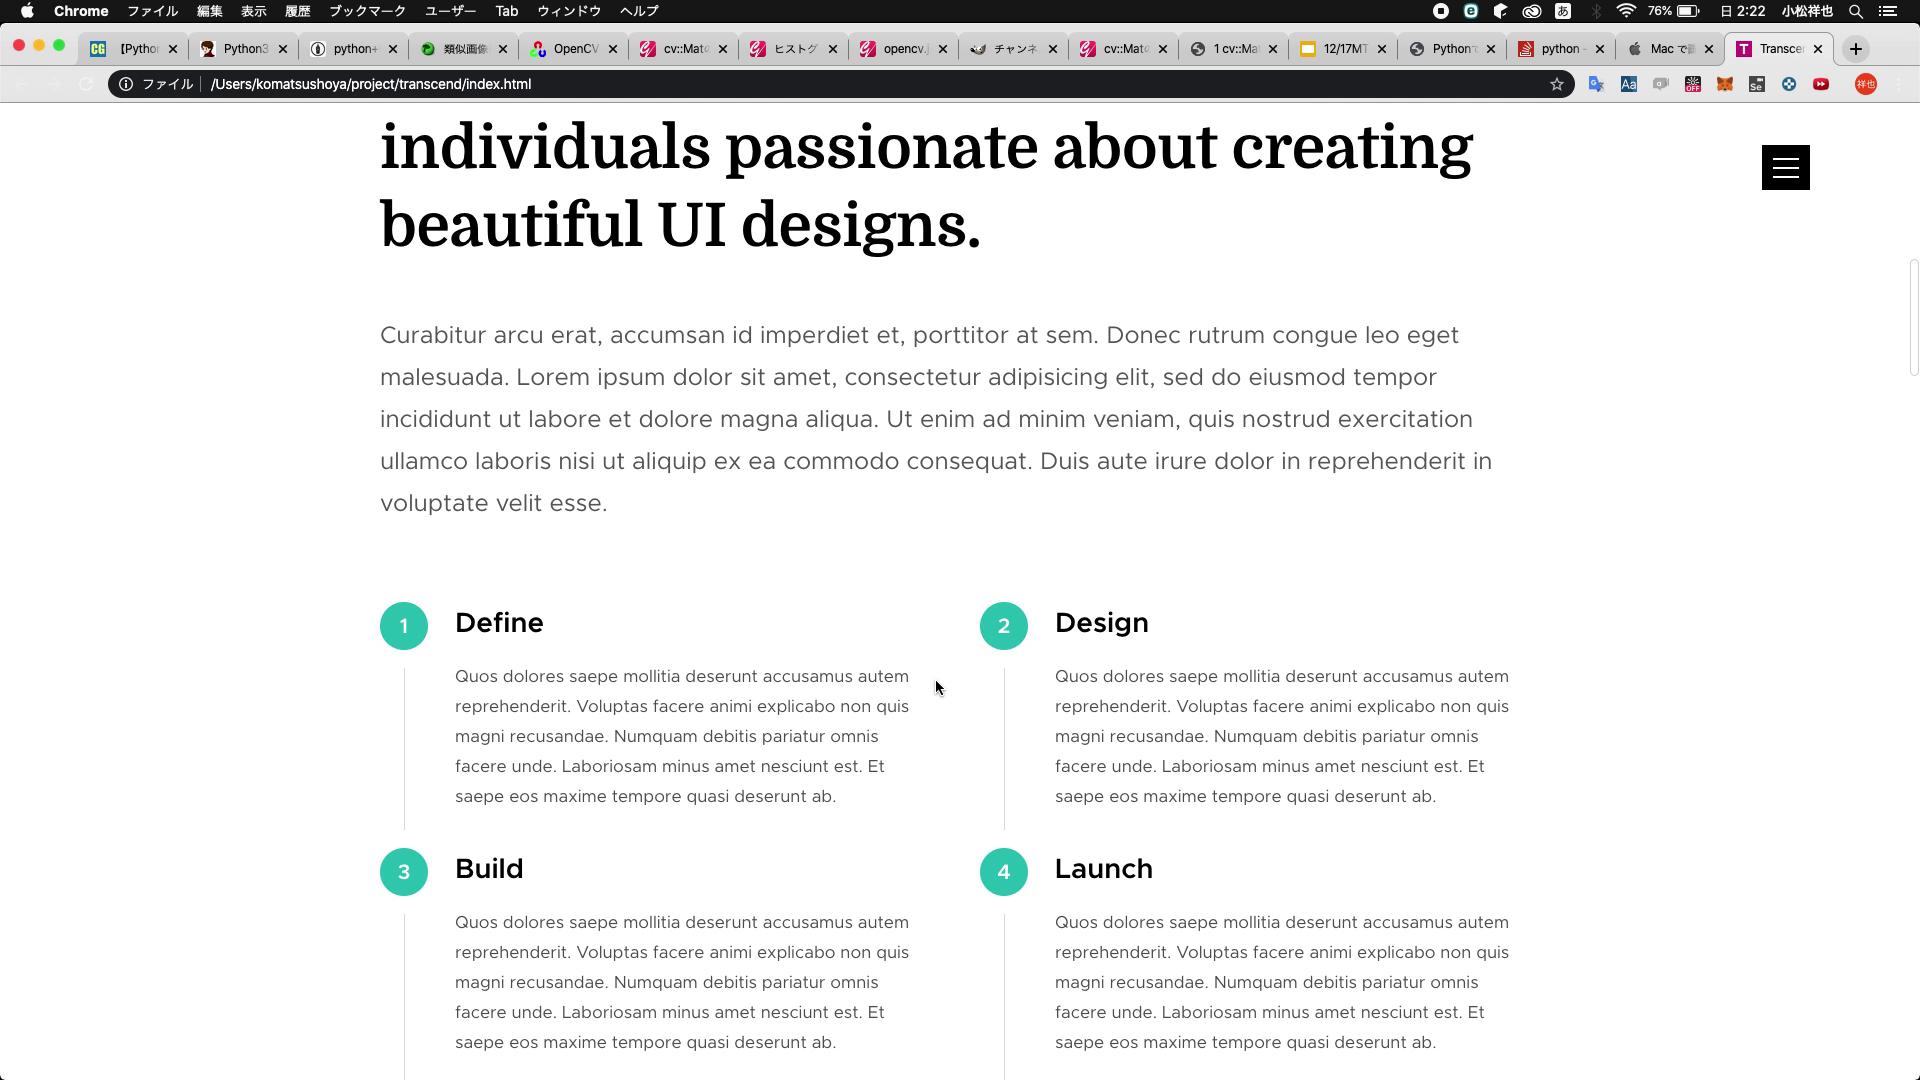 Chrome ファイル 編集 表示 履歴 ブックマーク ユーザー Tab ウィンドウ ヘルプ あ 76% 日 2:22 小松祥也
CG 【Python Python3 python+ 類似画像 OpenCV cv::Mat ヒストグ opencv. チャンネ cv::Mat 1 cv::Ma 12/17MT Pythonで python - Mac で T Transcen
ファイル /Users/komatsushoya/project/transcend/index.html Aa OFF Se 祥也
individuals passionate about creating
beautiful UI designs.
Curabitur arcu erat, accumsan id imperdiet et, porttitor at sem. Donec rutrum congue leo eget
malesuada. Lorem ipsum dolor sit amet, consectetur adipisicing elit, sed do eiusmod tempor
incididunt ut labore et dolore magna aliqua. Ut enim ad minim veniam, quis nostrud exercitation
ullamco laboris nisi ut aliquip ex ea commodo consequat. Duis aute irure dolor in reprehenderit in
voluptate velit esse.
1 Define
Quos dolores saepe mollitia deserunt accusamus autem
reprehenderit. Voluptas facere animi explicabo non quis
magni recusandae. Numquam debitis pariatur omnis
facere unde. Laboriosam minus amet nesciunt est. Et
saepe eos maxime tempore quasi deserunt ab.
2 Design
Quos dolores saepe mollitia deserunt accusamus autem
reprehenderit. Voluptas facere animi explicabo non quis
magni recusandae. Numquam debitis pariatur omnis
facere unde. Laboriosam minus amet nesciunt est. Et
saepe eos maxime tempore quasi deserunt ab.
3 Build
Quos dolores saepe mollitia deserunt accusamus autem
reprehenderit. Voluptas facere animi explicabo non quis
magni recusandae. Numquam debitis pariatur omnis
facere unde. Laboriosam minus amet nesciunt est. Et
saepe eos maxime tempore quasi deserunt ab.
4 Launch
Quos dolores saepe mollitia deserunt accusamus autem
reprehenderit. Voluptas facere animi explicabo non quis
magni recusandae. Numquam debitis pariatur omnis
facere unde. Laboriosam minus amet nesciunt est. Et
saepe eos maxime tempore quasi deserunt ab.